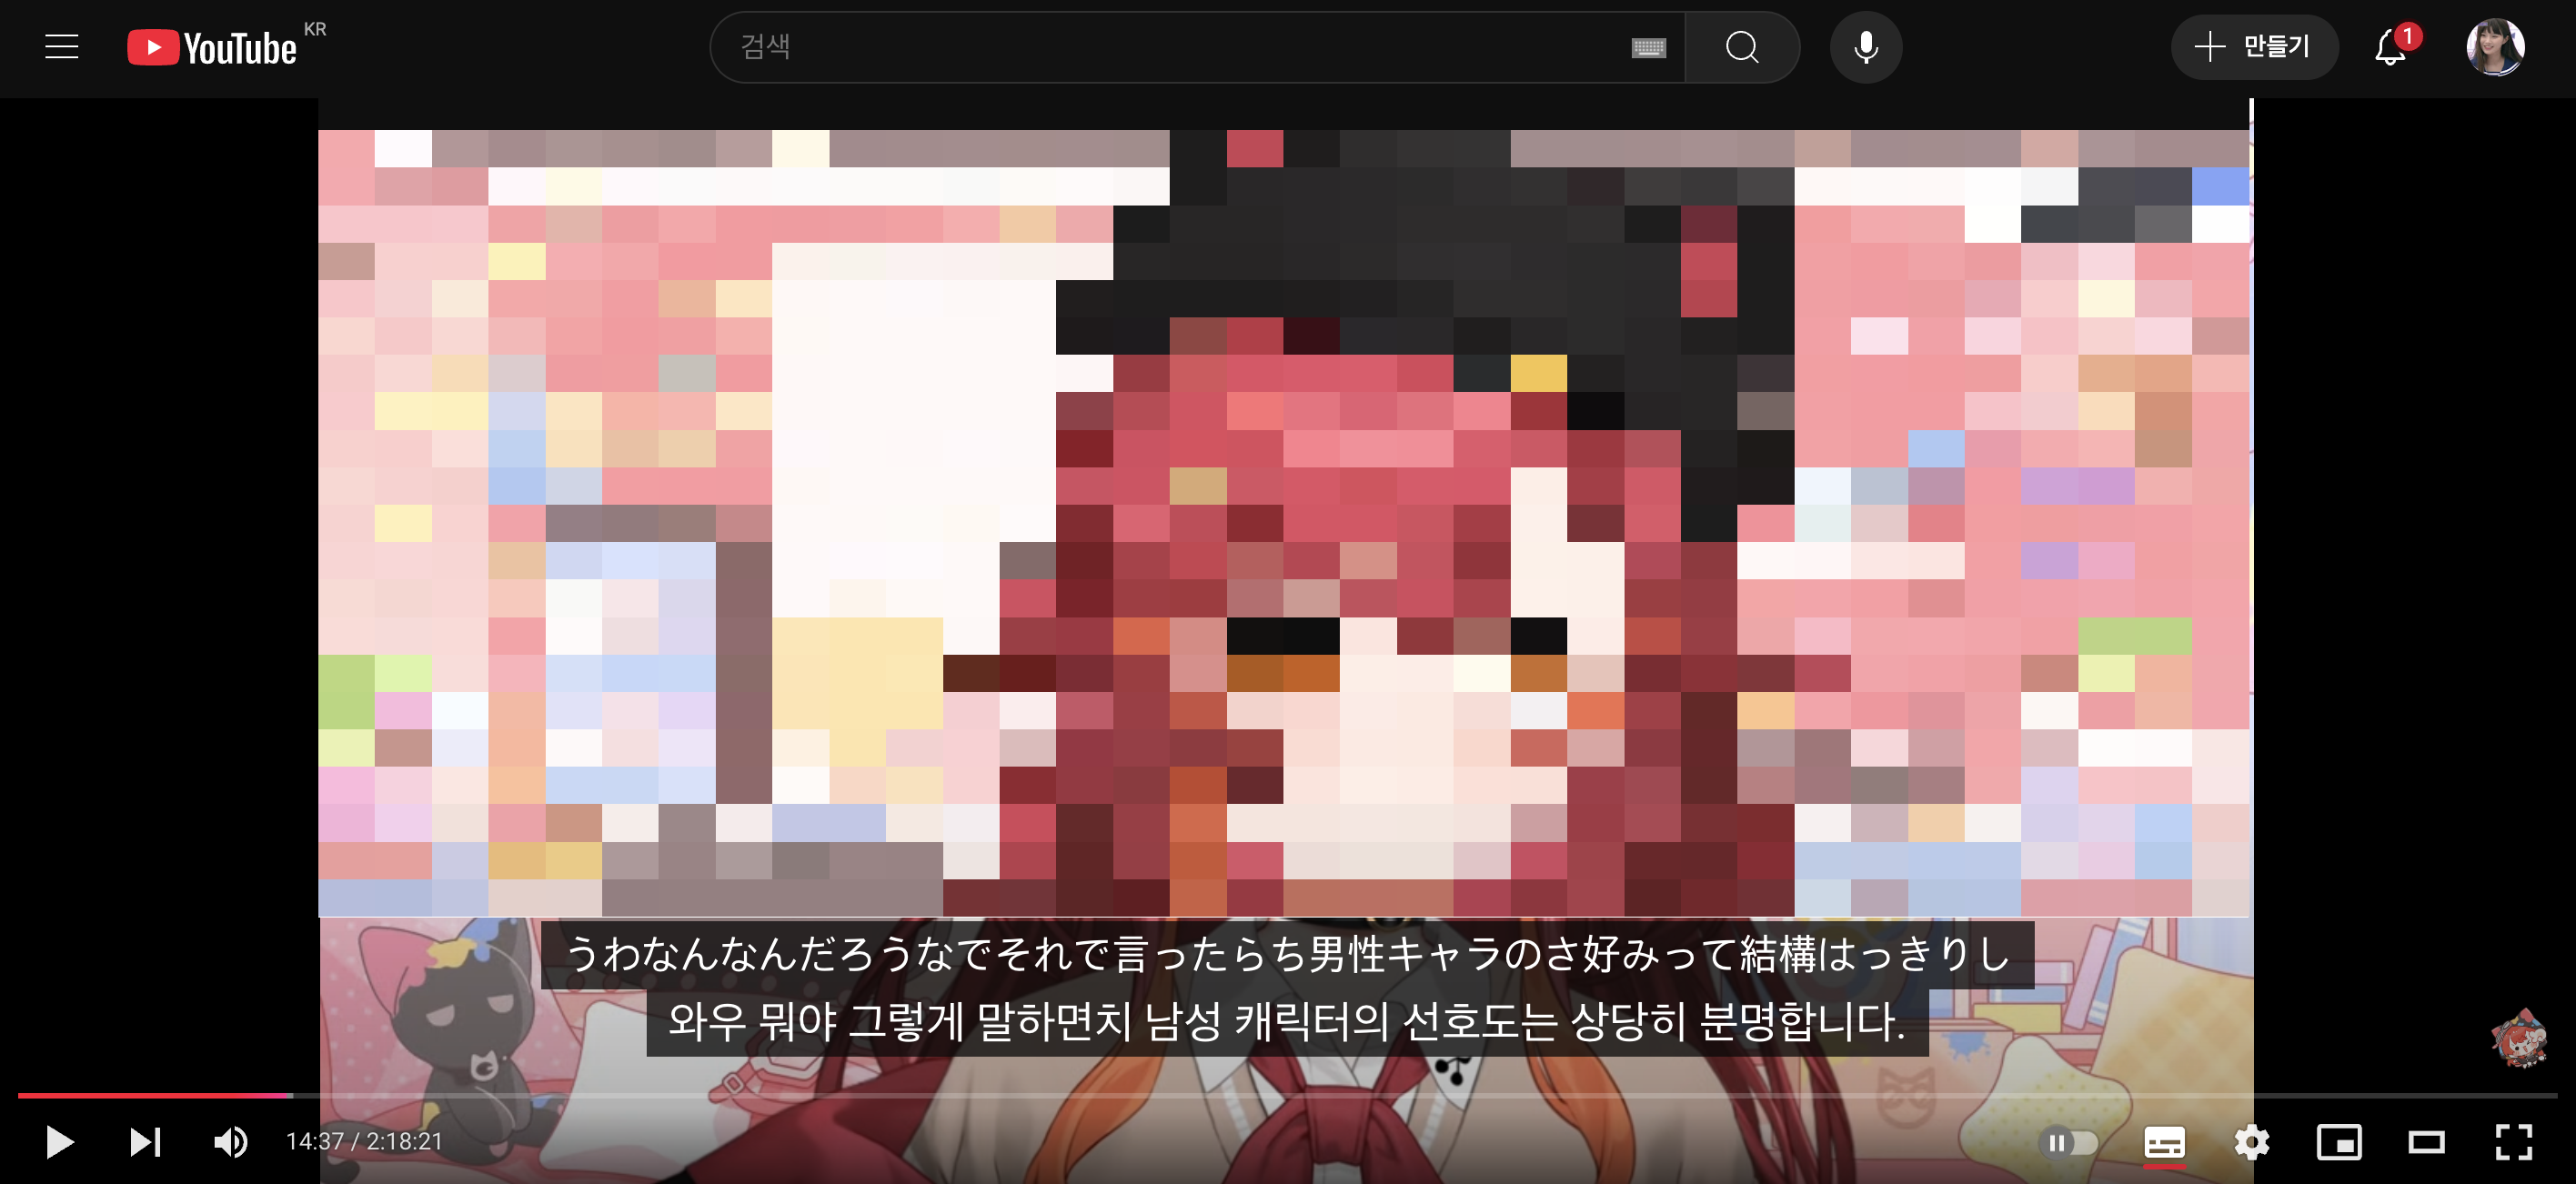 YouTube KR
검색
만들기
1
うわなんなんだろうなでそれで言ったらち男性キャラのさ好みって結構はっきりし
와우 뭐야 그렇게 말하면치 남성 캐릭터의 선호도는 상당히 분명합니다.
14:37 / 2:18:21